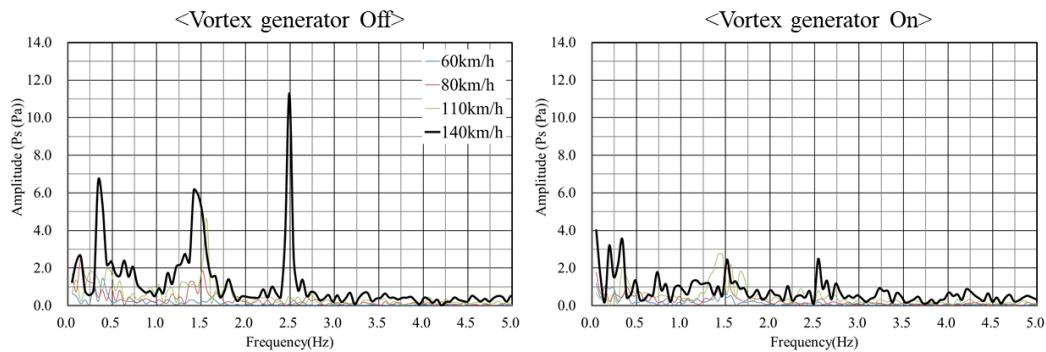 <Vortex generator Off>
14.0
12.0
10.0
8.0
6.0
4.0
2.0
0.0
Amplitude (Ps (Pa))
60km/h
80km/h
110km/h
140km/h
0.0 0.5 1.0 1.5 2.0 2.5 3.0 3.5 4.0 4.5 5.0
Frequency(Hz)
<Vortex generator On>
14.0
12.0
10.0
8.0
6.0
4.0
2.0
0.0
Amplitude (Ps (Pa))
0.0 0.5 1.0 1.5 2.0 2.5 3.0 3.5 4.0 4.5 5.0
Frequency(Hz)